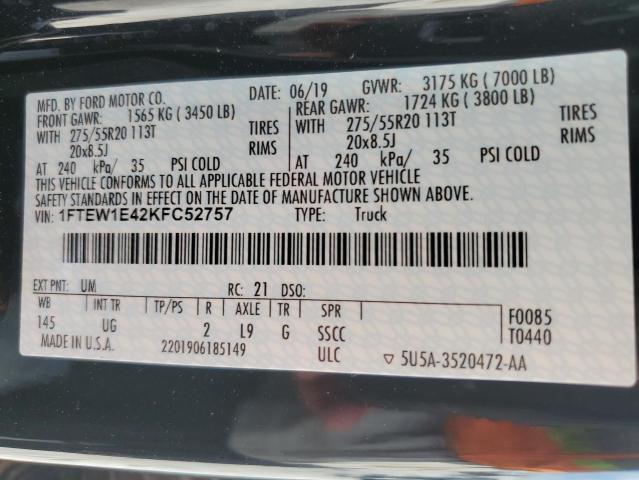 MFD. BY FORD MOTOR CO. DATE: 06/19 GVWR: 3175 KG ( 7000 LB)
FRONT GAWR: 1565 KG ( 3450 LB) REAR GAWR: 1724 KG ( 3800 LB)
WITH 275/55R20 113T TIRES WITH 275/55R20 113T TIRES
20x8.5J RIMS 20x8.5J RIMS
AT 240 kPa/ 35 PSI COLD AT 240 kPa/ 35 PSI COLD
THIS VEHICLE CONFORMS TO ALL APPLICABLE FEDERAL MOTOR VEHICLE
SAFETY STANDARDS IN EFFECT ON THE DATE OF MANUFACTURE SHOWN ABOVE.
VIN: 1FTEW1E42KFC52757 TYPE: Truck
EXT PNT: UM RC: 21 DSO:
WB INT TR TP/PS R AXLE TR SPR F0085
145 UG 2 L9 G SSCC T0440
MADE IN U.S.A. 2201906185149 ULC ▽ 5U5A-3520472-AA